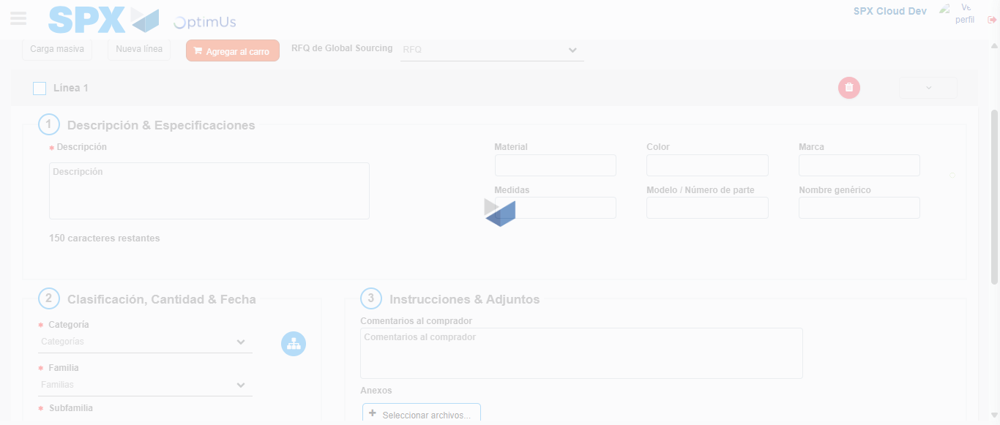 SPX
OptimUs
SPX Cloud Dev
Ve
perfil
Carga masiva
Nueva línea
Agregar al carro
RFQ de Global Sourcing
RFQ
Línea 1
1 Descripción & Especificaciones
* Descripción
Descripción
150 caracteres restantes
Material
Color
Marca
Medidas
Modelo / Número de parte
Nombre genérico
2 Clasificación, Cantidad & Fecha
* Categoría
Categorías
* Familia
Familias
* Subfamilia
3 Instrucciones & Adjuntos
Comentarios al comprador
Comentarios al comprador
Anexos
+ Seleccionar archivos...